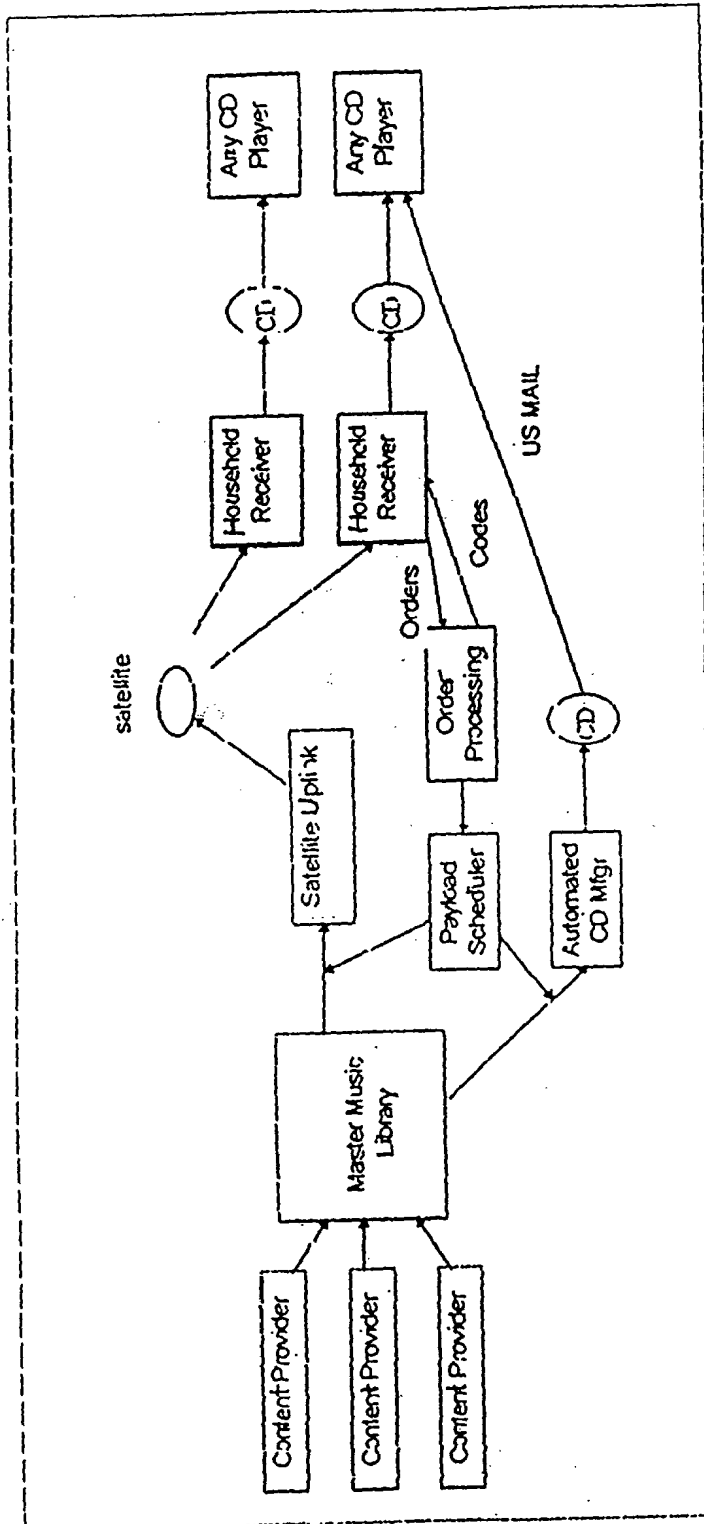 Content Provider
Content Provider
Content Provider
Master Music
Library
Satellite Uplink
satellite
Payload
Scheduler
Order
Processing
Orders
Codes
Automated
CD Mfgr
CD
US MAIL
Household
Receiver
Household
Receiver
CD
CD
Any CD
Player
Any CD
Player